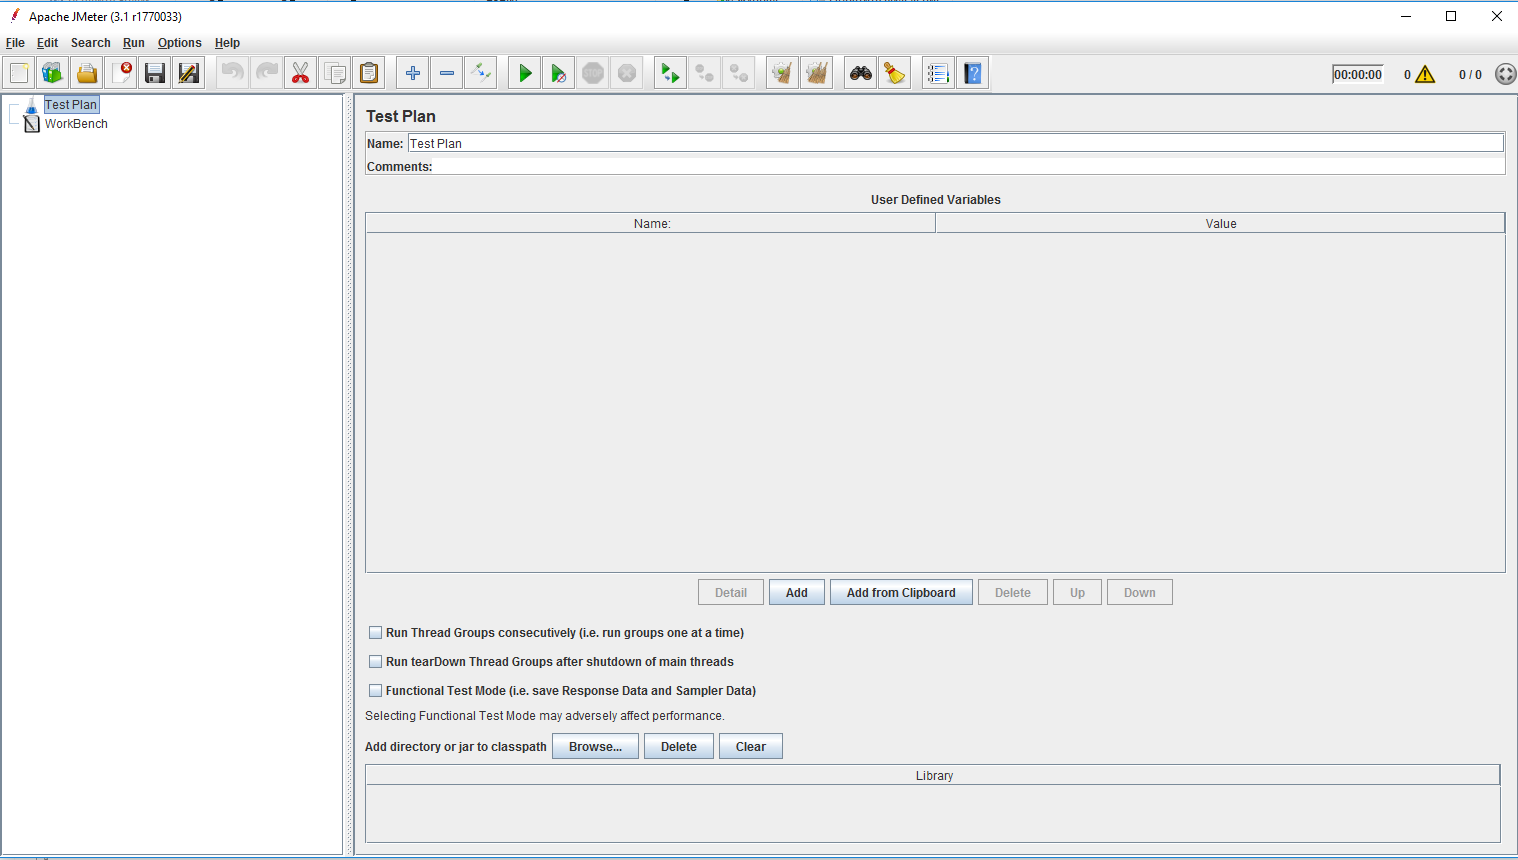 Apache JMeter (3.1 r1770033)
File Edit Search Run Options Help
STOP
00:00:00 0 0 / 0
Test Plan
WorkBench
Test Plan
Name: Test Plan
Comments:
User Defined Variables
Name: Value
Detail Add Add from Clipboard Delete Up Down
Run Thread Groups consecutively (i.e. run groups one at a time)
Run tearDown Thread Groups after shutdown of main threads
Functional Test Mode (i.e. save Response Data and Sampler Data)
Selecting Functional Test Mode may adversely affect performance.
Add directory or jar to classpath Browse... Delete Clear
Library